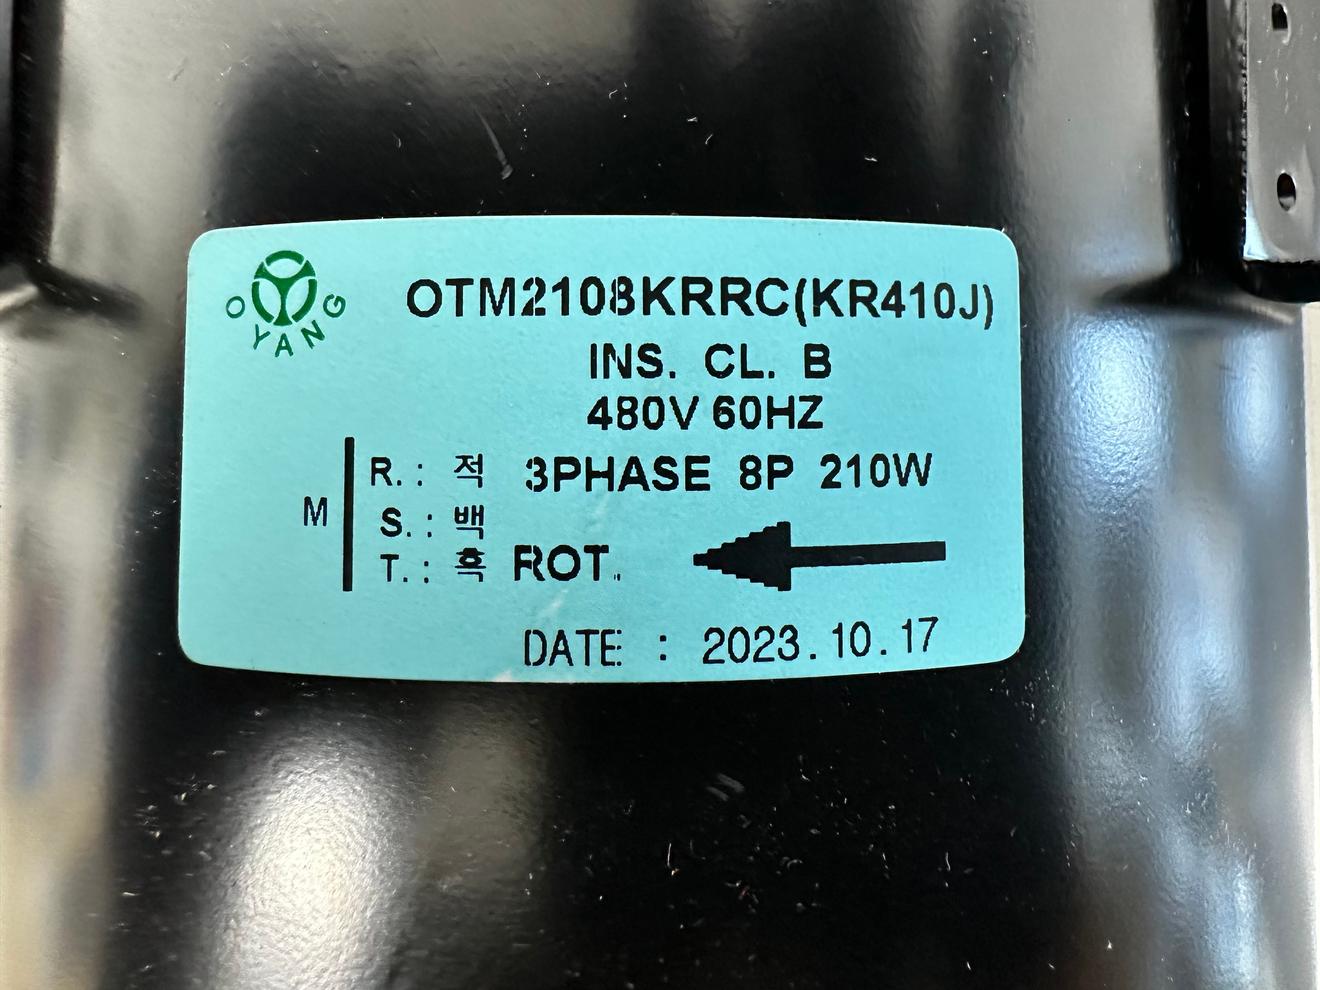 OYANG
OTM2108KRRC(KR410J)
INS. CL. B
480V 60HZ
R. : 적 3PHASE 8P 210W
M
S. : 백
T. : 흑 ROT.
DATE : 2023.10.17